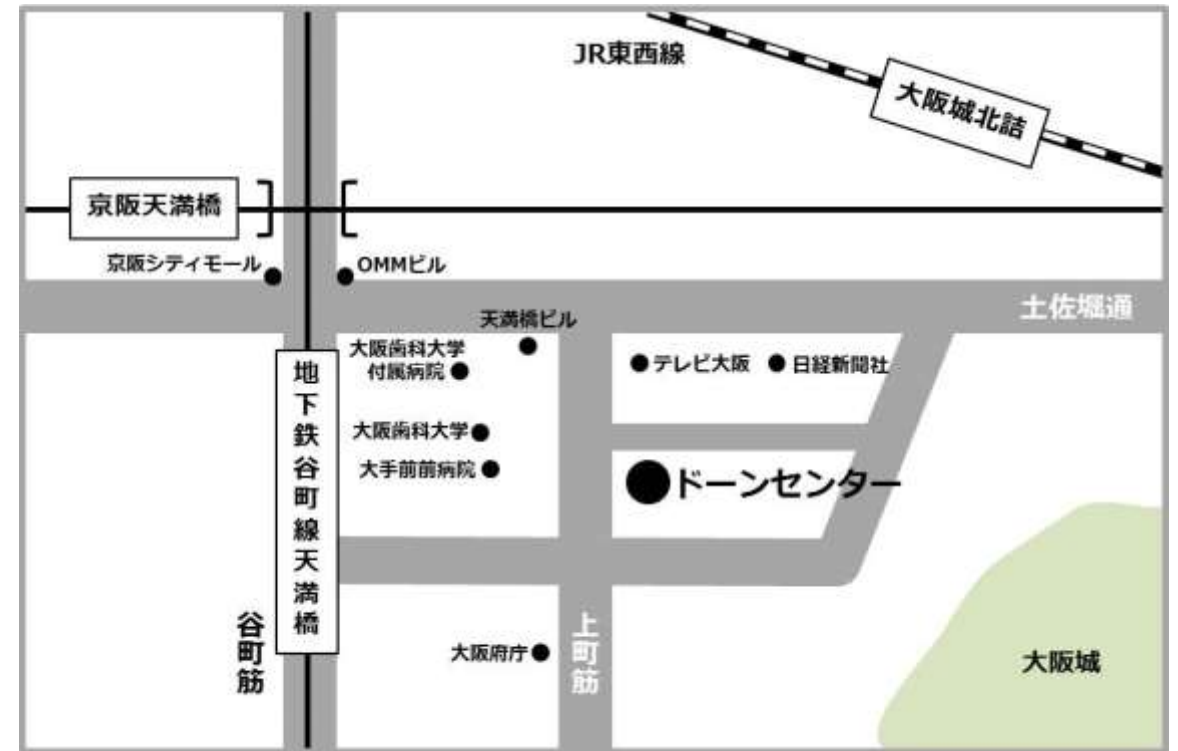 JR東西線
大阪城北詰
京阪天満橋
京阪シティモール
OMMビル
土佐堀通
天満橋ビル
大阪歯科大学
付属病院
テレビ大阪
日経新聞社
地下鉄谷町線天満橋
大阪歯科大学
大手前前病院
ドーンセンター
谷町筋
上町筋
大阪府庁
大阪城